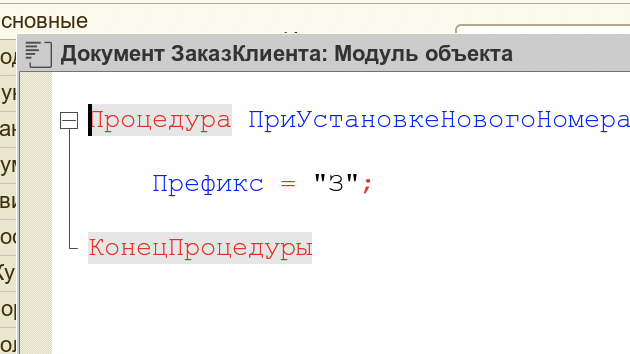 сновные
Документ ЗаказКлиента: Модуль объекта
Процедура ПриУстановкеНовогоНомера
Префикс = "З";
КонецПроцедуры